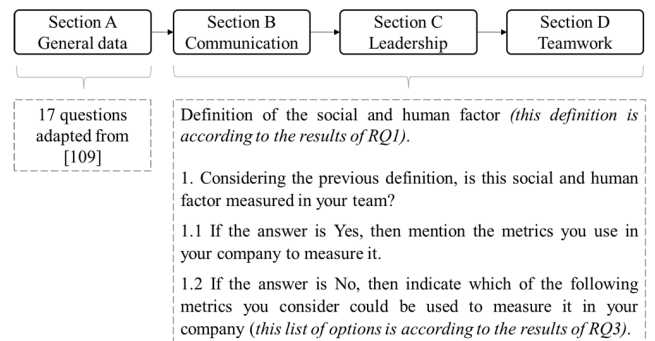 Section A
General data
Section B
Communication
Section C
Leadership
Section D
Teamwork
17 questions
adapted from
[109]
Definition of the social and human factor (this definition is
according to the results of RQ1).
1. Considering the previous definition, is this social and human
factor measured in your team?
1.1 If the answer is Yes, then mention the metrics you use in
your company to measure it.
1.2 If the answer is No, then indicate which of the following
metrics you consider could be used to measure it in your
company (this list of options is according to the results of RQ3).